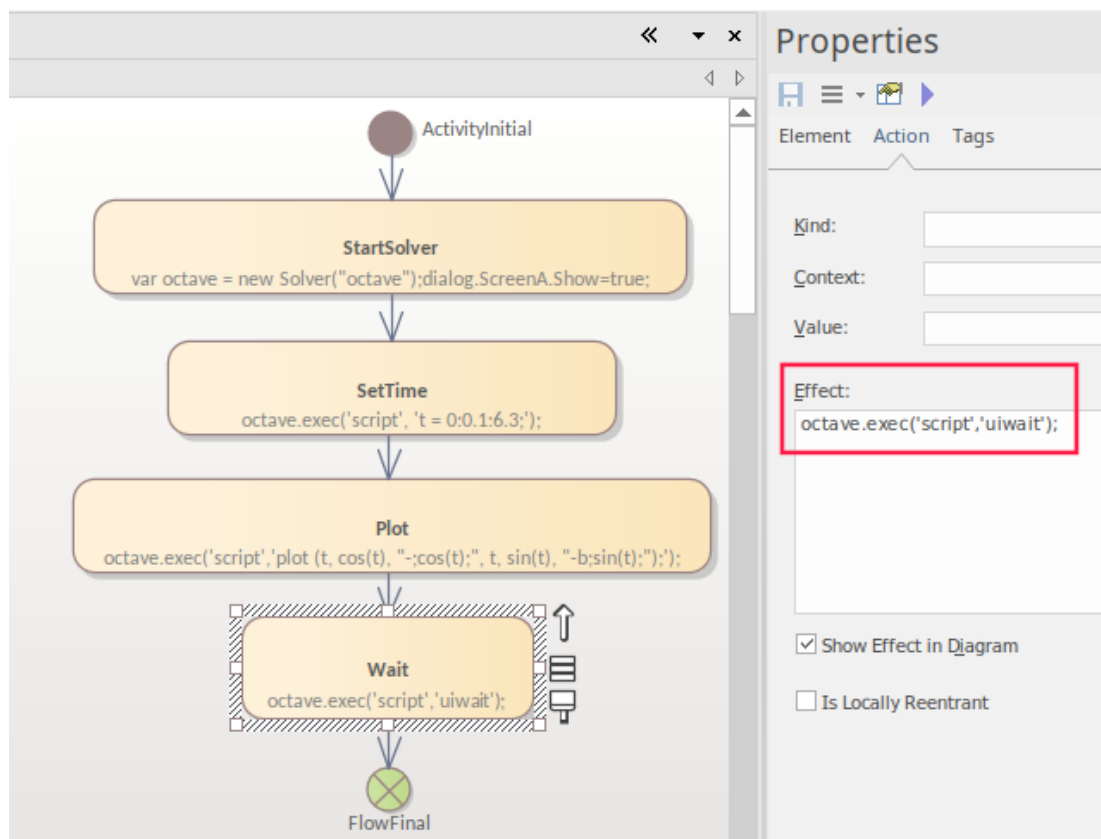 Properties
Element Action Tags
Kind:
Context:
Value:
Effect:
octave.exec('script','uiwait');
Show Effect in Diagram
Is Locally Reentrant
ActivityInitial
StartSolver
var octave = new Solver("octave");dialog.ScreenA.Show=true;
SetTime
octave.exec('script', 't = 0:0.1:6.3;');
Plot
octave.exec('script','plot (t, cos(t), "-;cos(t);", t, sin(t), "-b;sin(t);");');
Wait
octave.exec('script','uiwait');
FlowFinal